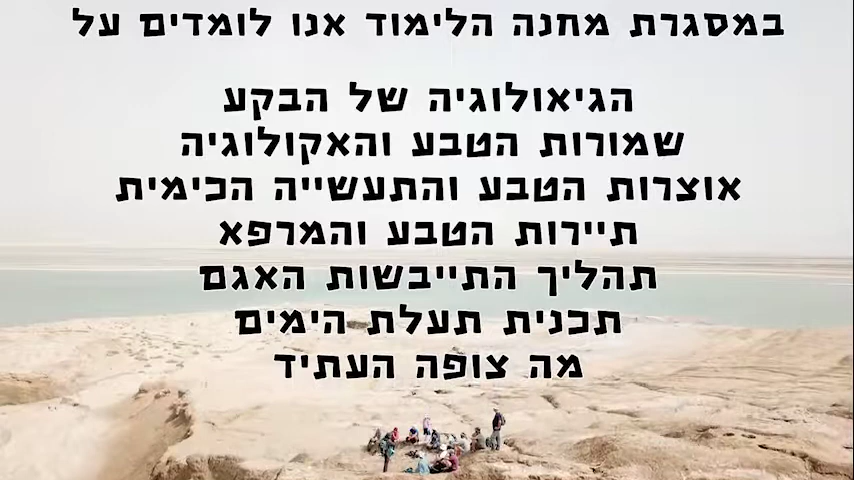 במסגרת מחנה הלימוד אנו לומדים על
הגיאולוגיה של הבקע
שמורות הטבע והאקולוגיה
אוצרות הטבע והתעשייה הכימית
תיירות הטבע והמרפא
תהליך התייבשות האגם
תכנית תעלת הימים
מה צופה העתיד